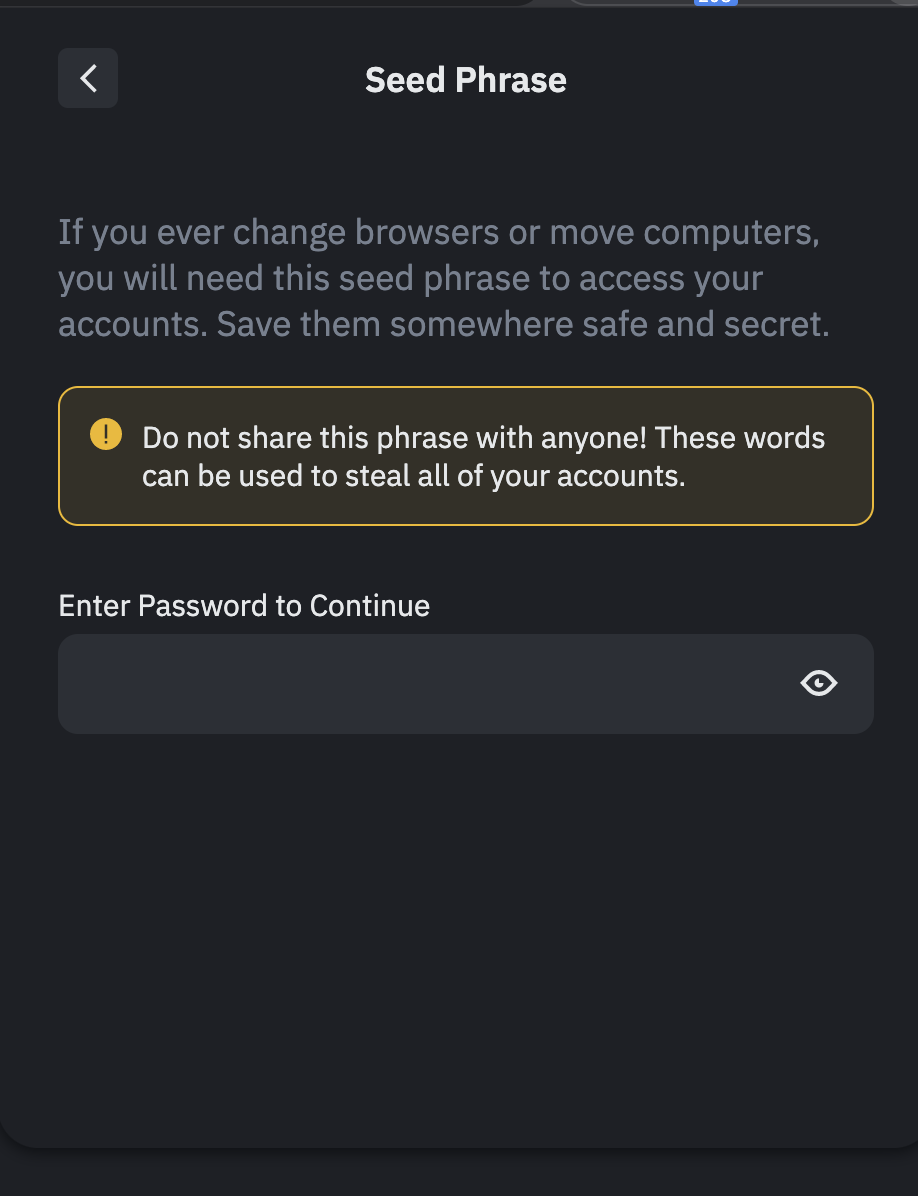 Seed Phrase
If you ever change browsers or move computers,
you will need this seed phrase to access your
accounts. Save them somewhere safe and secret.
Do not share this phrase with anyone! These words
can be used to steal all of your accounts.
Enter Password to Continue